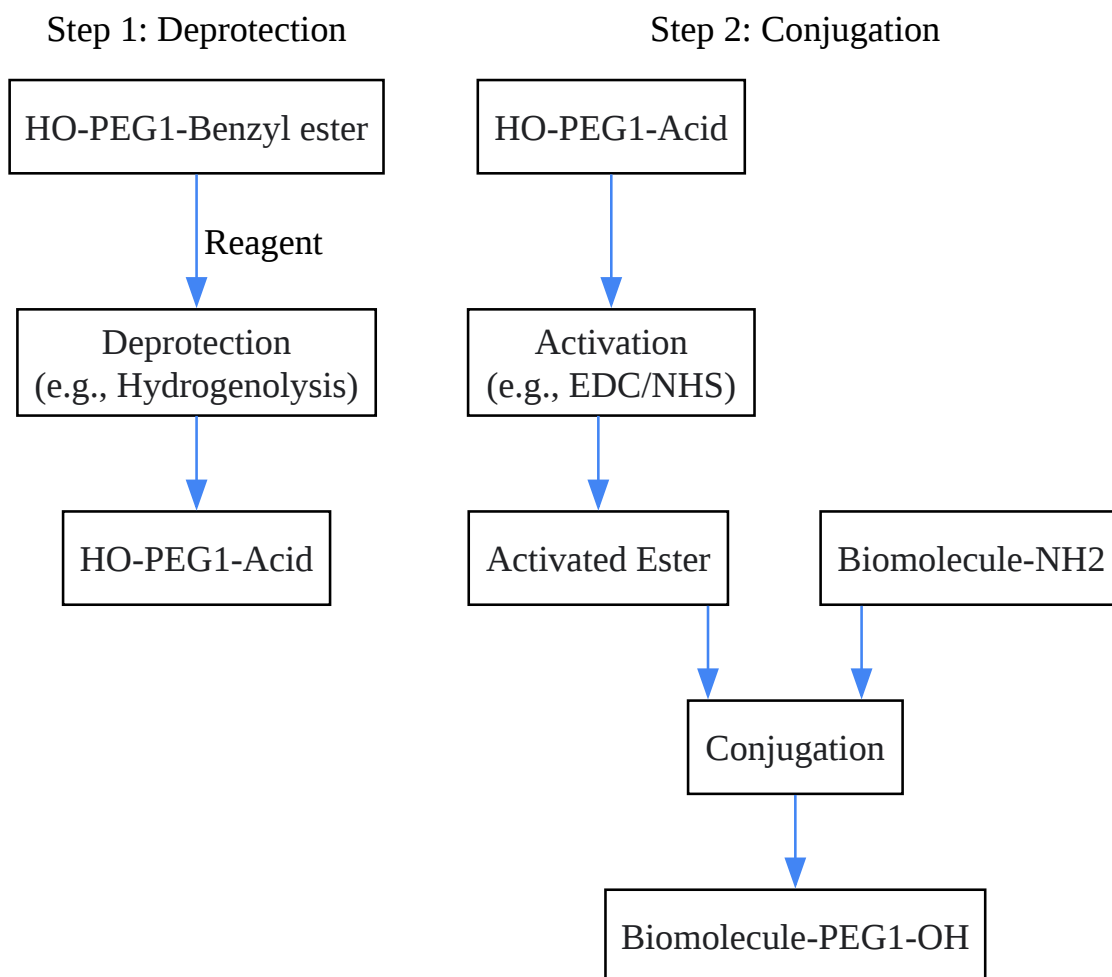 Step 1: Deprotection
HO-PEG1-Benzyl ester
Reagent
Deprotection
(e.g., Hydrogenolysis)
HO-PEG1-Acid
Step 2: Conjugation
HO-PEG1-Acid
Activation
(e.g., EDC/NHS)
Activated Ester
Biomolecule-NH2
Conjugation
Biomolecule-PEG1-OH